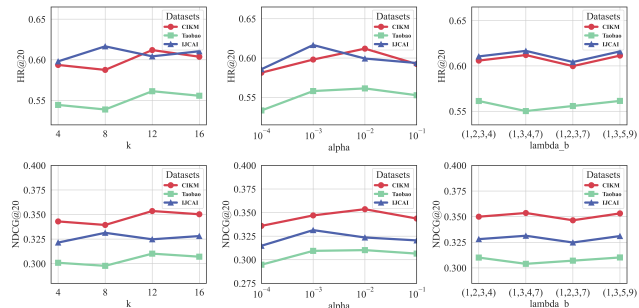 Datasets
CIKM
Taobao
IJCAI
HR@20
0.65
0.60
0.55
4 8 12 16
k
Datasets
CIKM
Taobao
IJCAI
HR@20
0.65
0.60
0.55
10⁻⁴ 10⁻³ 10⁻² 10⁻¹
alpha
Datasets
CIKM
Taobao
IJCAI
HR@20
0.65
0.60
0.55
(1,2,3,4) (1,3,4,7) (1,2,3,7) (1,3,5,9)
lambda_b
Datasets
CIKM
Taobao
IJCAI
NDCG@20
0.400
0.375
0.350
0.325
0.300
4 8 12 16
k
Datasets
CIKM
Taobao
IJCAI
NDCG@20
0.400
0.375
0.350
0.325
0.300
0.275
10⁻⁴ 10⁻³ 10⁻² 10⁻¹
alpha
Datasets
CIKM
Taobao
IJCAI
NDCG@20
0.400
0.375
0.350
0.325
0.300
(1,2,3,4) (1,3,4,7) (1,2,3,7) (1,3,5,9)
lambda_b